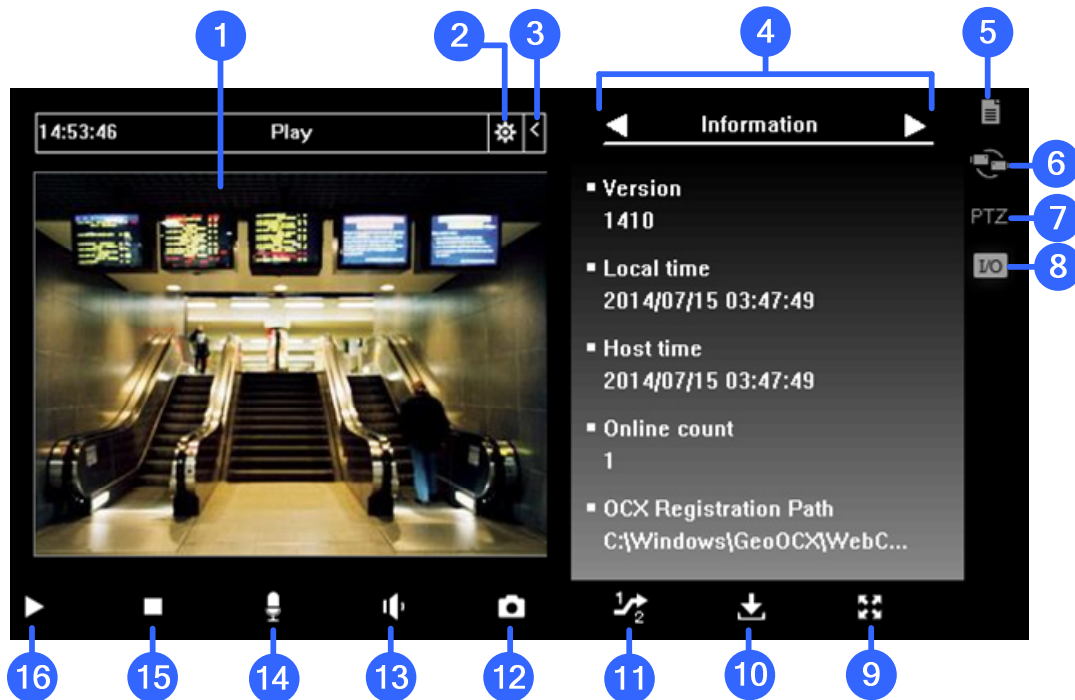 1
2
3
4
5
14:53:46
Play
Information
6
Version
1410
PTZ
7
Local time
2014/07/15 03:47:49
I/O
8
Host time
2014/07/15 03:47:49
Online count
1
OCX Registration Path
C:\Windows\GeoOCX\WebC...
1
2
16
15
14
13
12
11
10
9